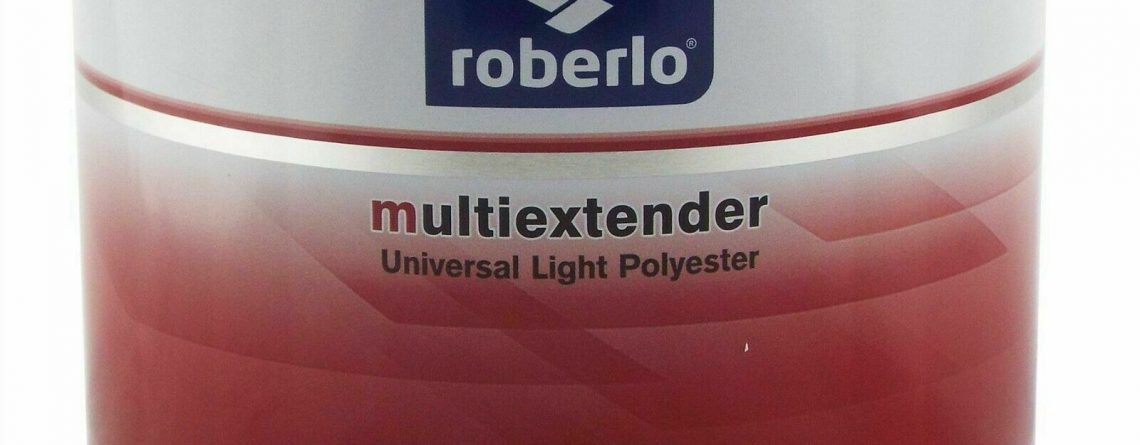 roberlo®
multiextender
Universal Light Polyester